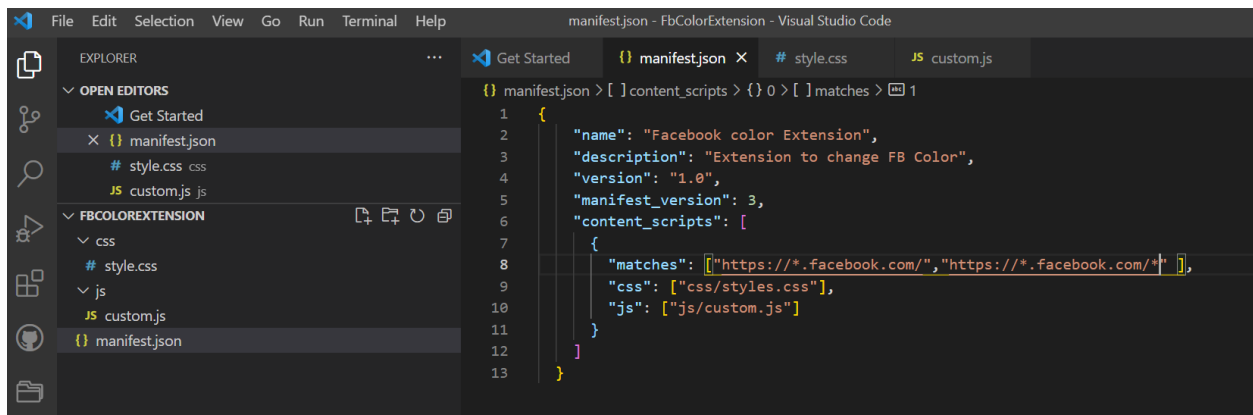 File Edit Selection View Go Run Terminal Help manifest.json - FbColorExtension - Visual Studio Code
EXPLORER ...
Get Started {} manifest.json × # style.css JS custom.js
OPEN EDITORS
Get Started
× {} manifest.json
# style.css css
JS custom.js js
FBCOLOREXTENSION
css
# style.css
js
JS custom.js
{} manifest.json
{} manifest.json > [ ] content_scripts > {} 0 > [ ] matches > abc 1
1 {
2 "name": "Facebook color Extension",
3 "description": "Extension to change FB Color",
4 "version": "1.0",
5 "manifest_version": 3,
6 "content_scripts": [
7 {
8 "matches": ["https://*.facebook.com/","https://*.facebook.com/*" ],
9 "css": ["css/styles.css"],
10 "js": ["js/custom.js"]
11 }
12 ]
13 }